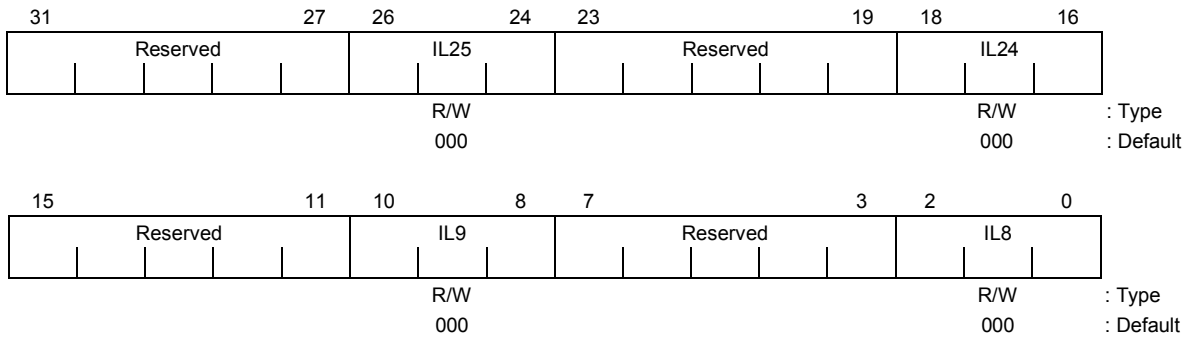 31 27 26 24 23 19 18 16
Reserved IL25 Reserved IL24
R/W R/W : Type
000 000 : Default
15 11 10 8 7 3 2 0
Reserved IL9 Reserved IL8
R/W R/W : Type
000 000 : Default